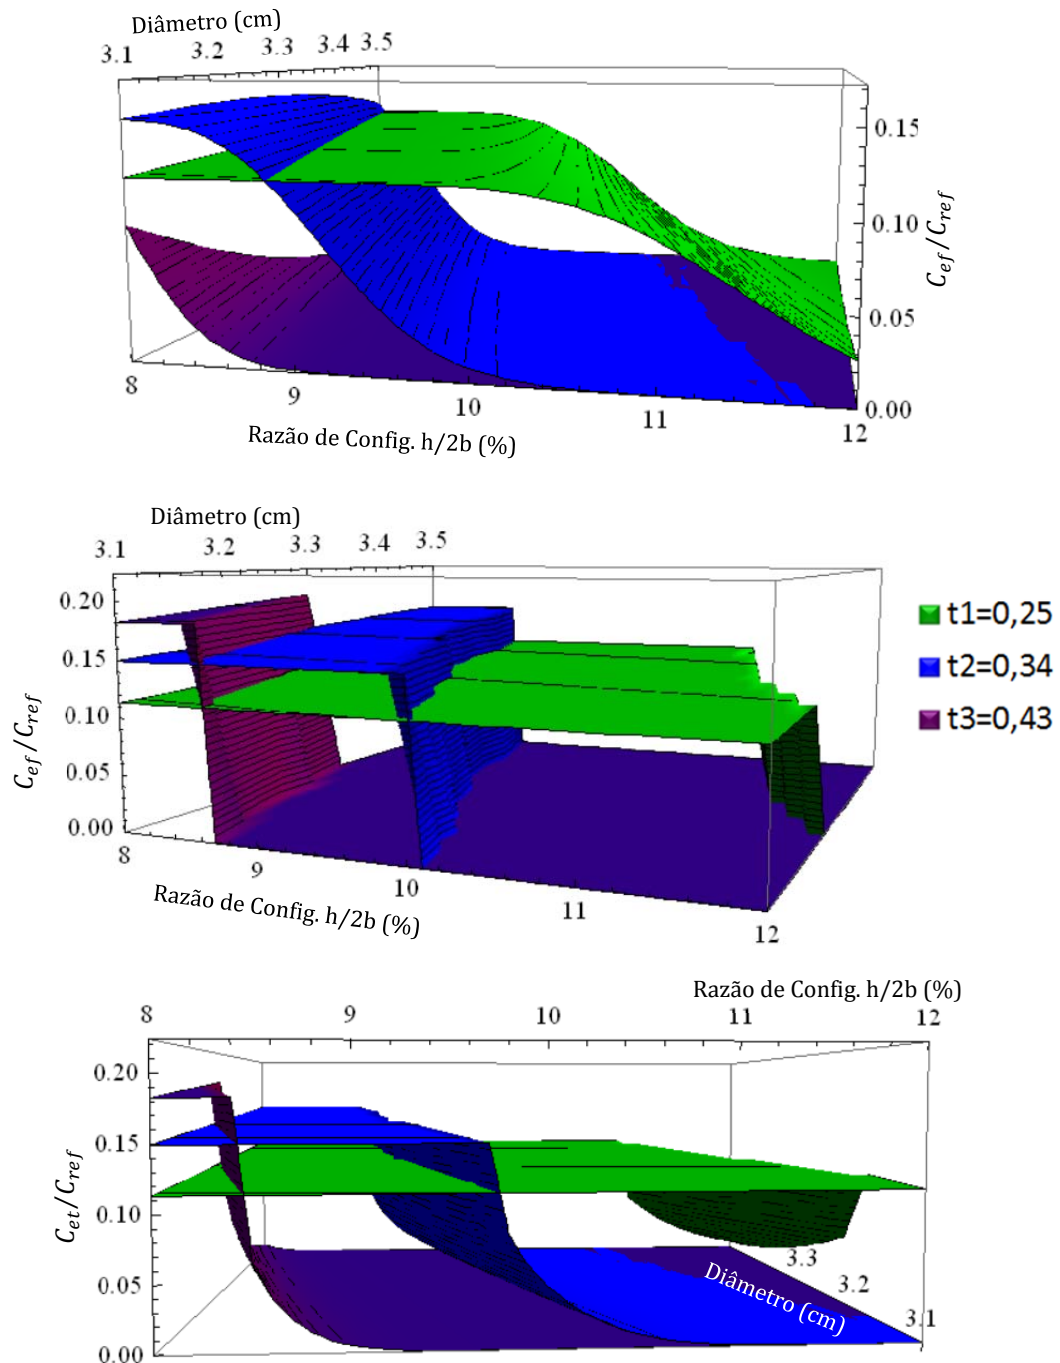 Diâmetro (cm)
3.1 3.2 3.3 3.4 3.5
0.15
0.10
0.05
0.00
C_ef/C_ref
8 9 10 11 12
Razão de Config. h/2b (%)
Diâmetro (cm)
3.1 3.2 3.3 3.4 3.5
0.20
0.15
0.10
0.05
0.00
C_ef/C_ref
8 9 10 11 12
Razão de Config. h/2b (%)
t1=0,25
t2=0,34
t3=0,43
Razão de Config. h/2b (%)
8 9 10 11 12
0.20
0.15
0.10
0.05
0.00
C_et/C_ref
3.3
3.2
3.1
Diâmetro (cm)